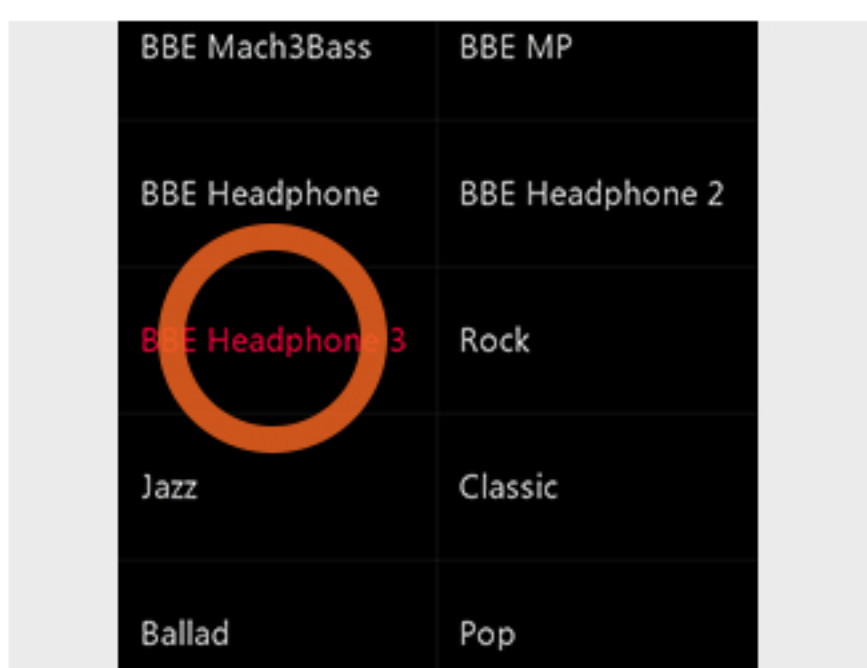 BBE Mach3Bass BBE MP
BBE Headphone BBE Headphone 2
BBE Headphone 3 Rock
Jazz Classic
Ballad Pop